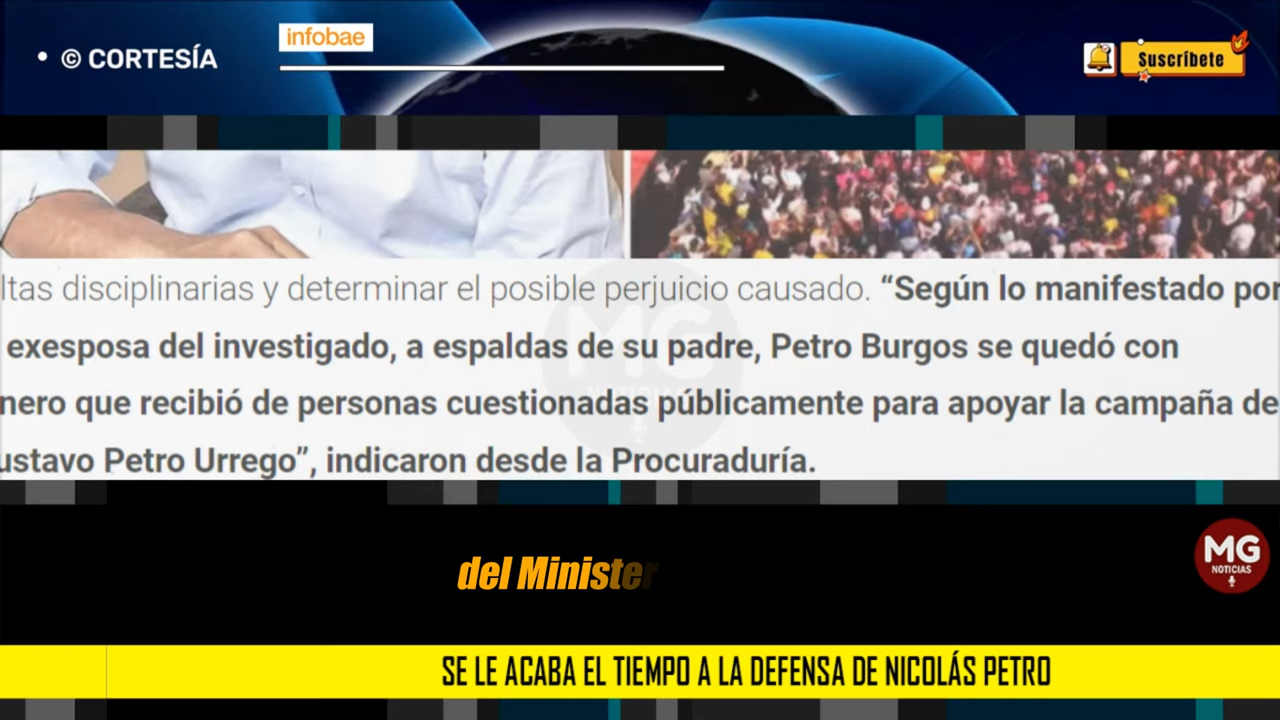 • © CORTESÍA
infobae
Suscríbete
ltas disciplinarias y determinar el posible perjuicio causado. “Según lo manifestado por
exesposa del investigado, a espaldas de su padre, Petro Burgos se quedó con
nero que recibió de personas cuestionadas públicamente para apoyar la campaña de
ustavo Petro Urrego”, indicaron desde la Procuraduría.
del Minister
MG
NOTICIAS
SE LE ACABA EL TIEMPO A LA DEFENSA DE NICOLÁS PETRO